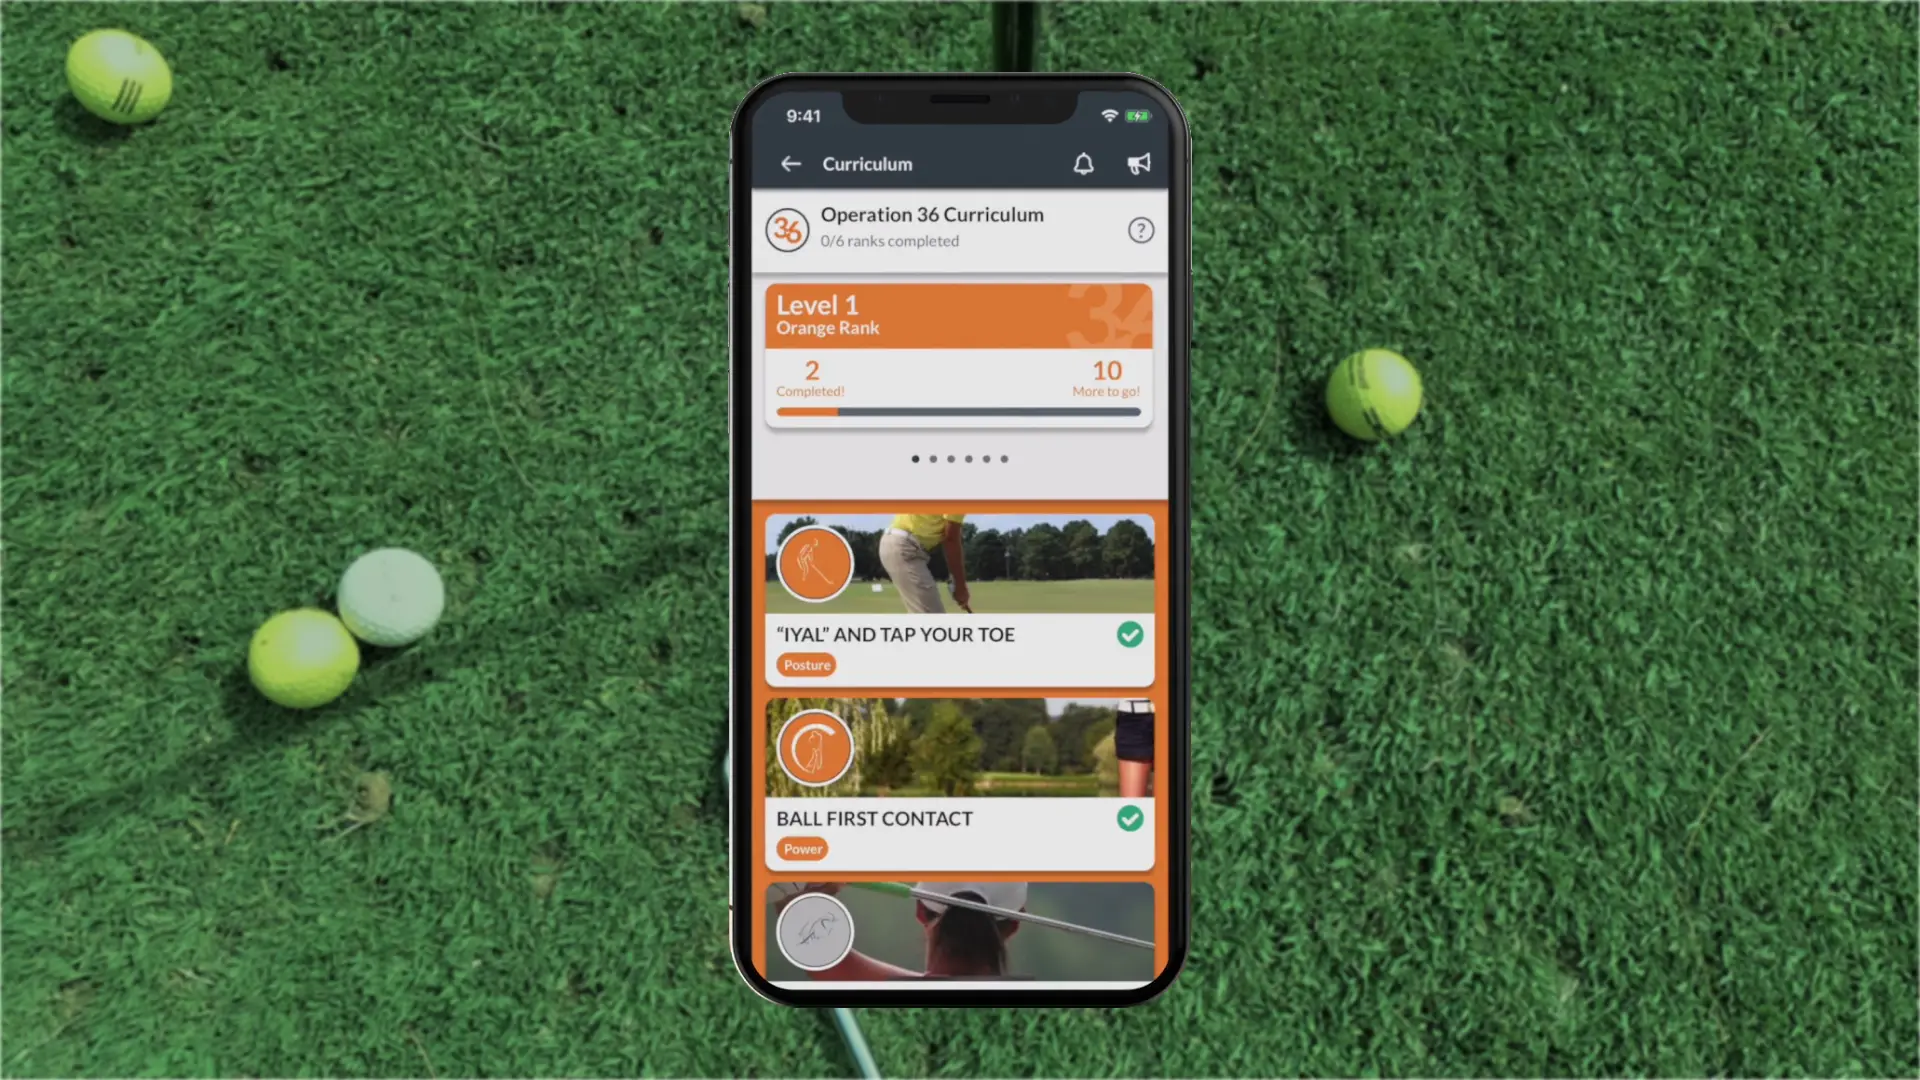 9:41
Curriculum
36
Operation 36 Curriculum
0/6 ranks completed
?
Level 1
Orange Rank
36
2
10
Completed!
More to go!
“IYAL” AND TAP YOUR TOE
Posture
BALL FIRST CONTACT
Power